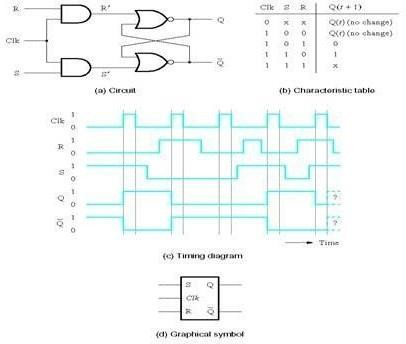 R
R′
Q
Clk
S
S′
Q̄
(a) Circuit
Clk S R Q(t + 1)
0 x x Q(t) (no change)
1 0 0 Q(t) (no change)
1 0 1 0
1 1 0 1
1 1 1 x
(b) Characteristic table
Clk 1 0
R 1 0
S 1 0
Q 1 0 ?
Q̄ 1 0 ?
Time
(c) Timing diagram
S Q
Clk
R Q̄
(d) Graphical symbol